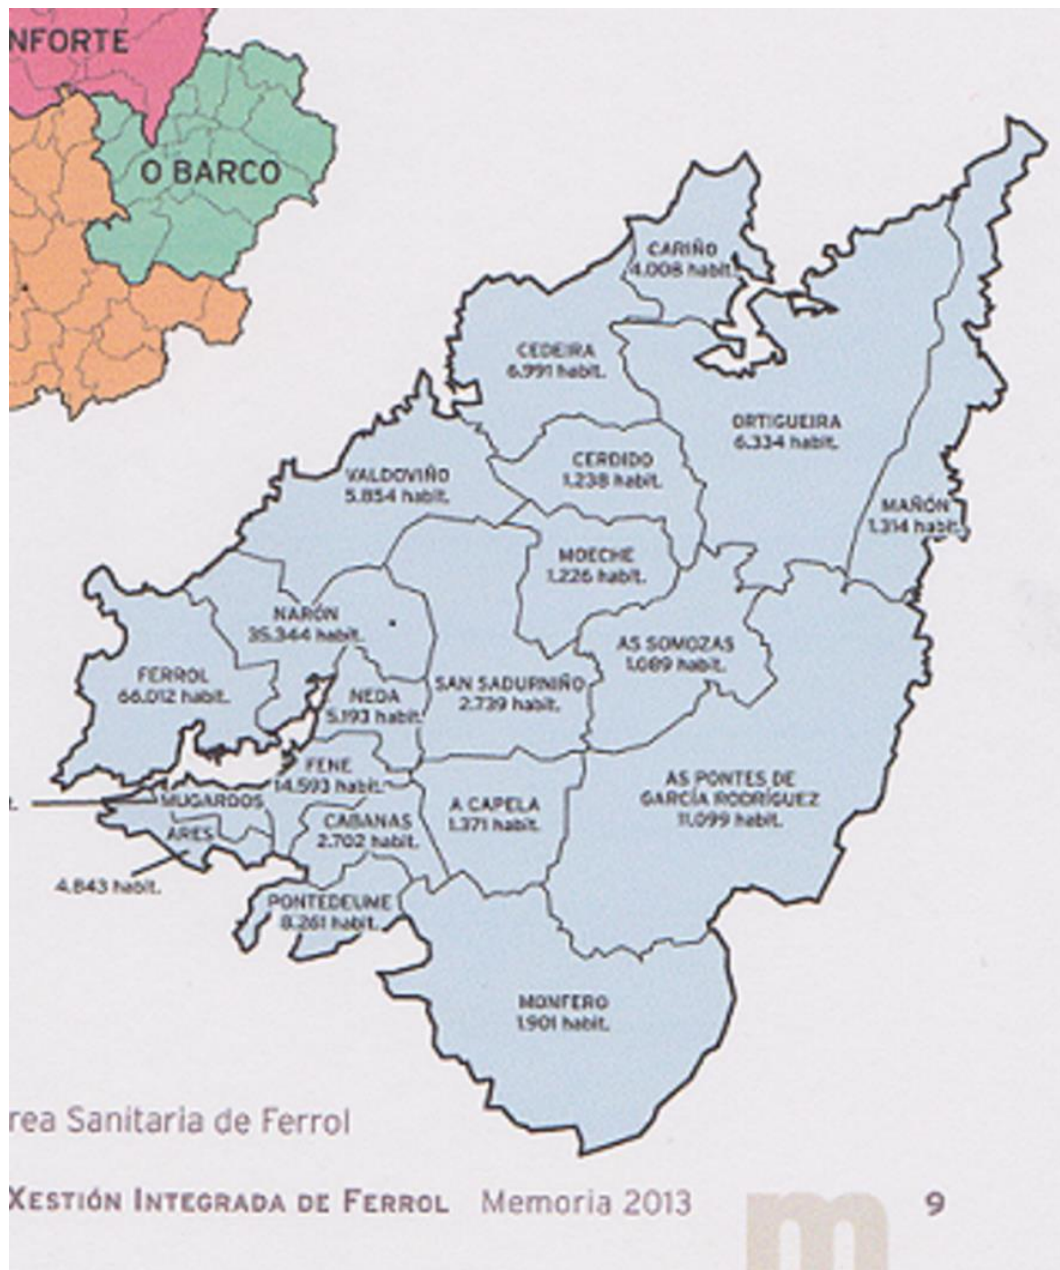 NFORTE
O BARCO
CARIÑO
4.008 habit.
CEDEIRA
6.991 habit.
ORTIGUEIRA
6.334 habit.
CERDIDO
1.238 habit.
VALDOVIÑO
5.854 habit.
MAÑÓN
1.314 habit.
MOECHE
1.226 habit.
NARÓN
35.344 habit.
AS SOMOZAS
1.089 habit.
FERROL
66.012 habit.
SAN SADURNIÑO
2.739 habit.
NEDA
5.193 habit.
FENE
14.593 habit.
AS PONTES DE
GARCÍA RODRÍGUEZ
11.099 habit.
MUGARDOS
A CAPELA
1.371 habit.
CABANAS
2.702 habit.
ARES
4.843 habit.
PONTEDEUME
8.261 habit.
MONFERO
1.901 habit.
rea Sanitaria de Ferrol
XESTIÓN INTEGRADA DE FERROL Memoria 2013
9
m